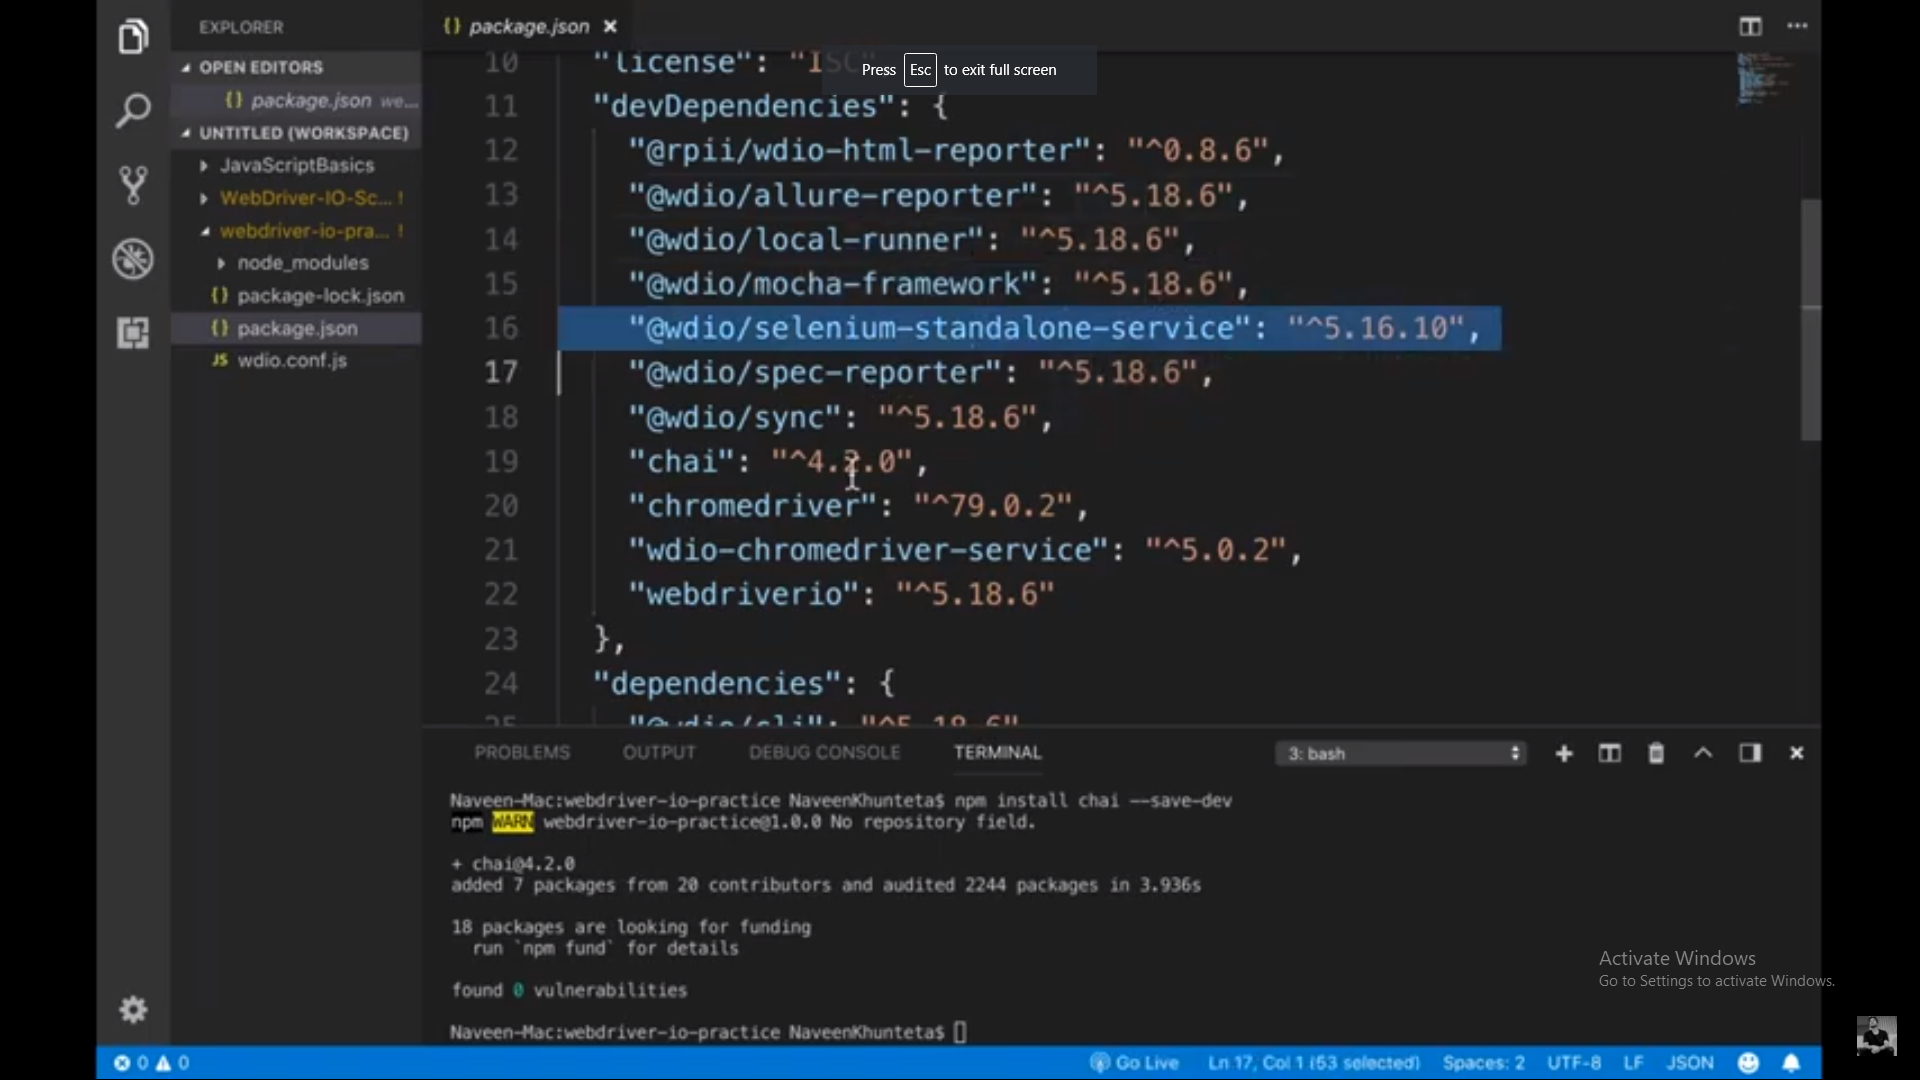 EXPLORER
OPEN EDITORS
{} package.json we...
UNTITLED (WORKSPACE)
JavaScriptBasics
WebDriver-IO-Sc... !
webdriver-io-pra... !
node_modules
{} package-lock.json
{} package.json
JS wdio.conf.js
{} package.json ×
Press Esc to exit full screen
10 "license": "ISC"
11 "devDependencies": {
12 "@rpii/wdio-html-reporter": "^0.8.6",
13 "@wdio/allure-reporter": "^5.18.6",
14 "@wdio/local-runner": "^5.18.6",
15 "@wdio/mocha-framework": "^5.18.6",
16 "@wdio/selenium-standalone-service": "^5.16.10",
17 "@wdio/spec-reporter": "^5.18.6",
18 "@wdio/sync": "^5.18.6",
19 "chai": "^4.2.0",
20 "chromedriver": "^79.0.2",
21 "wdio-chromedriver-service": "^5.0.2",
22 "webdriverio": "^5.18.6"
23 },
24 "dependencies": {
25 "@wdio/cli": "^5.18.6"
PROBLEMS OUTPUT DEBUG CONSOLE TERMINAL 3: bash
Naveen-Mac:webdriver-io-practice NaveenKhunteta$ npm install chai --save-dev
npm WARN webdriver-io-practice@1.0.0 No repository field.
+ chai@4.2.0
added 7 packages from 20 contributors and audited 2244 packages in 3.936s
18 packages are looking for funding
run `npm fund` for details
found 0 vulnerabilities
Naveen-Mac:webdriver-io-practice NaveenKhunteta$
Activate Windows
Go to Settings to activate Windows.
0 0 Go Live Ln 17, Col 1 (53 selected) Spaces: 2 UTF-8 LF JSON